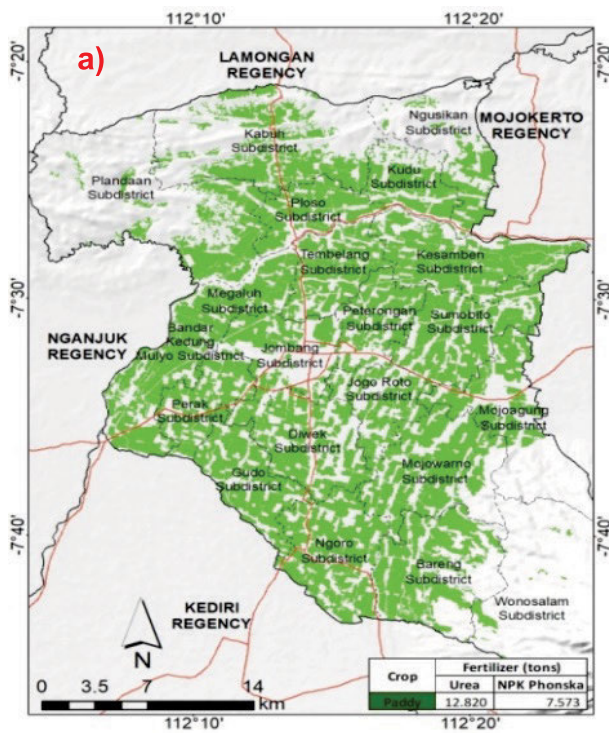 112°10'
112°20'
-7°20'
-7°20'
a)
LAMONGAN
REGENCY
Ngusikan
Subdistrict
MOJOKERTO
REGENCY
Kabuh
Subdistrict
Plandaan
Subdistrict
Kudu
Subdistrict
Ploso
Subdistrict
Tembelang
Subdistrict
Kesamben
Subdistrict
-7°30'
-7°30'
Megaluh
Subdistrict
Peterongan
Subdistrict
Sumobito
Subdistrict
NGANJUK
REGENCY
Bandar
Kedung
Mulyo Subdistrict
Jombang
Subdistrict
Jogo Roto
Subdistrict
Perak
Subdistrict
Mojoagung
Subdistrict
Diwek
Subdistrict
Gudo
Subdistrict
Mojowarno
Subdistrict
-7°40'
-7°40'
Ngoro
Subdistrict
Bareng
Subdistrict
Wonosalam
Subdistrict
KEDIRI
REGENCY
N
0 3.5 7 14
km
Crop Fertilizer (tons)
Urea NPK Phonska
Paddy 12.820 7.573
112°10'
112°20'